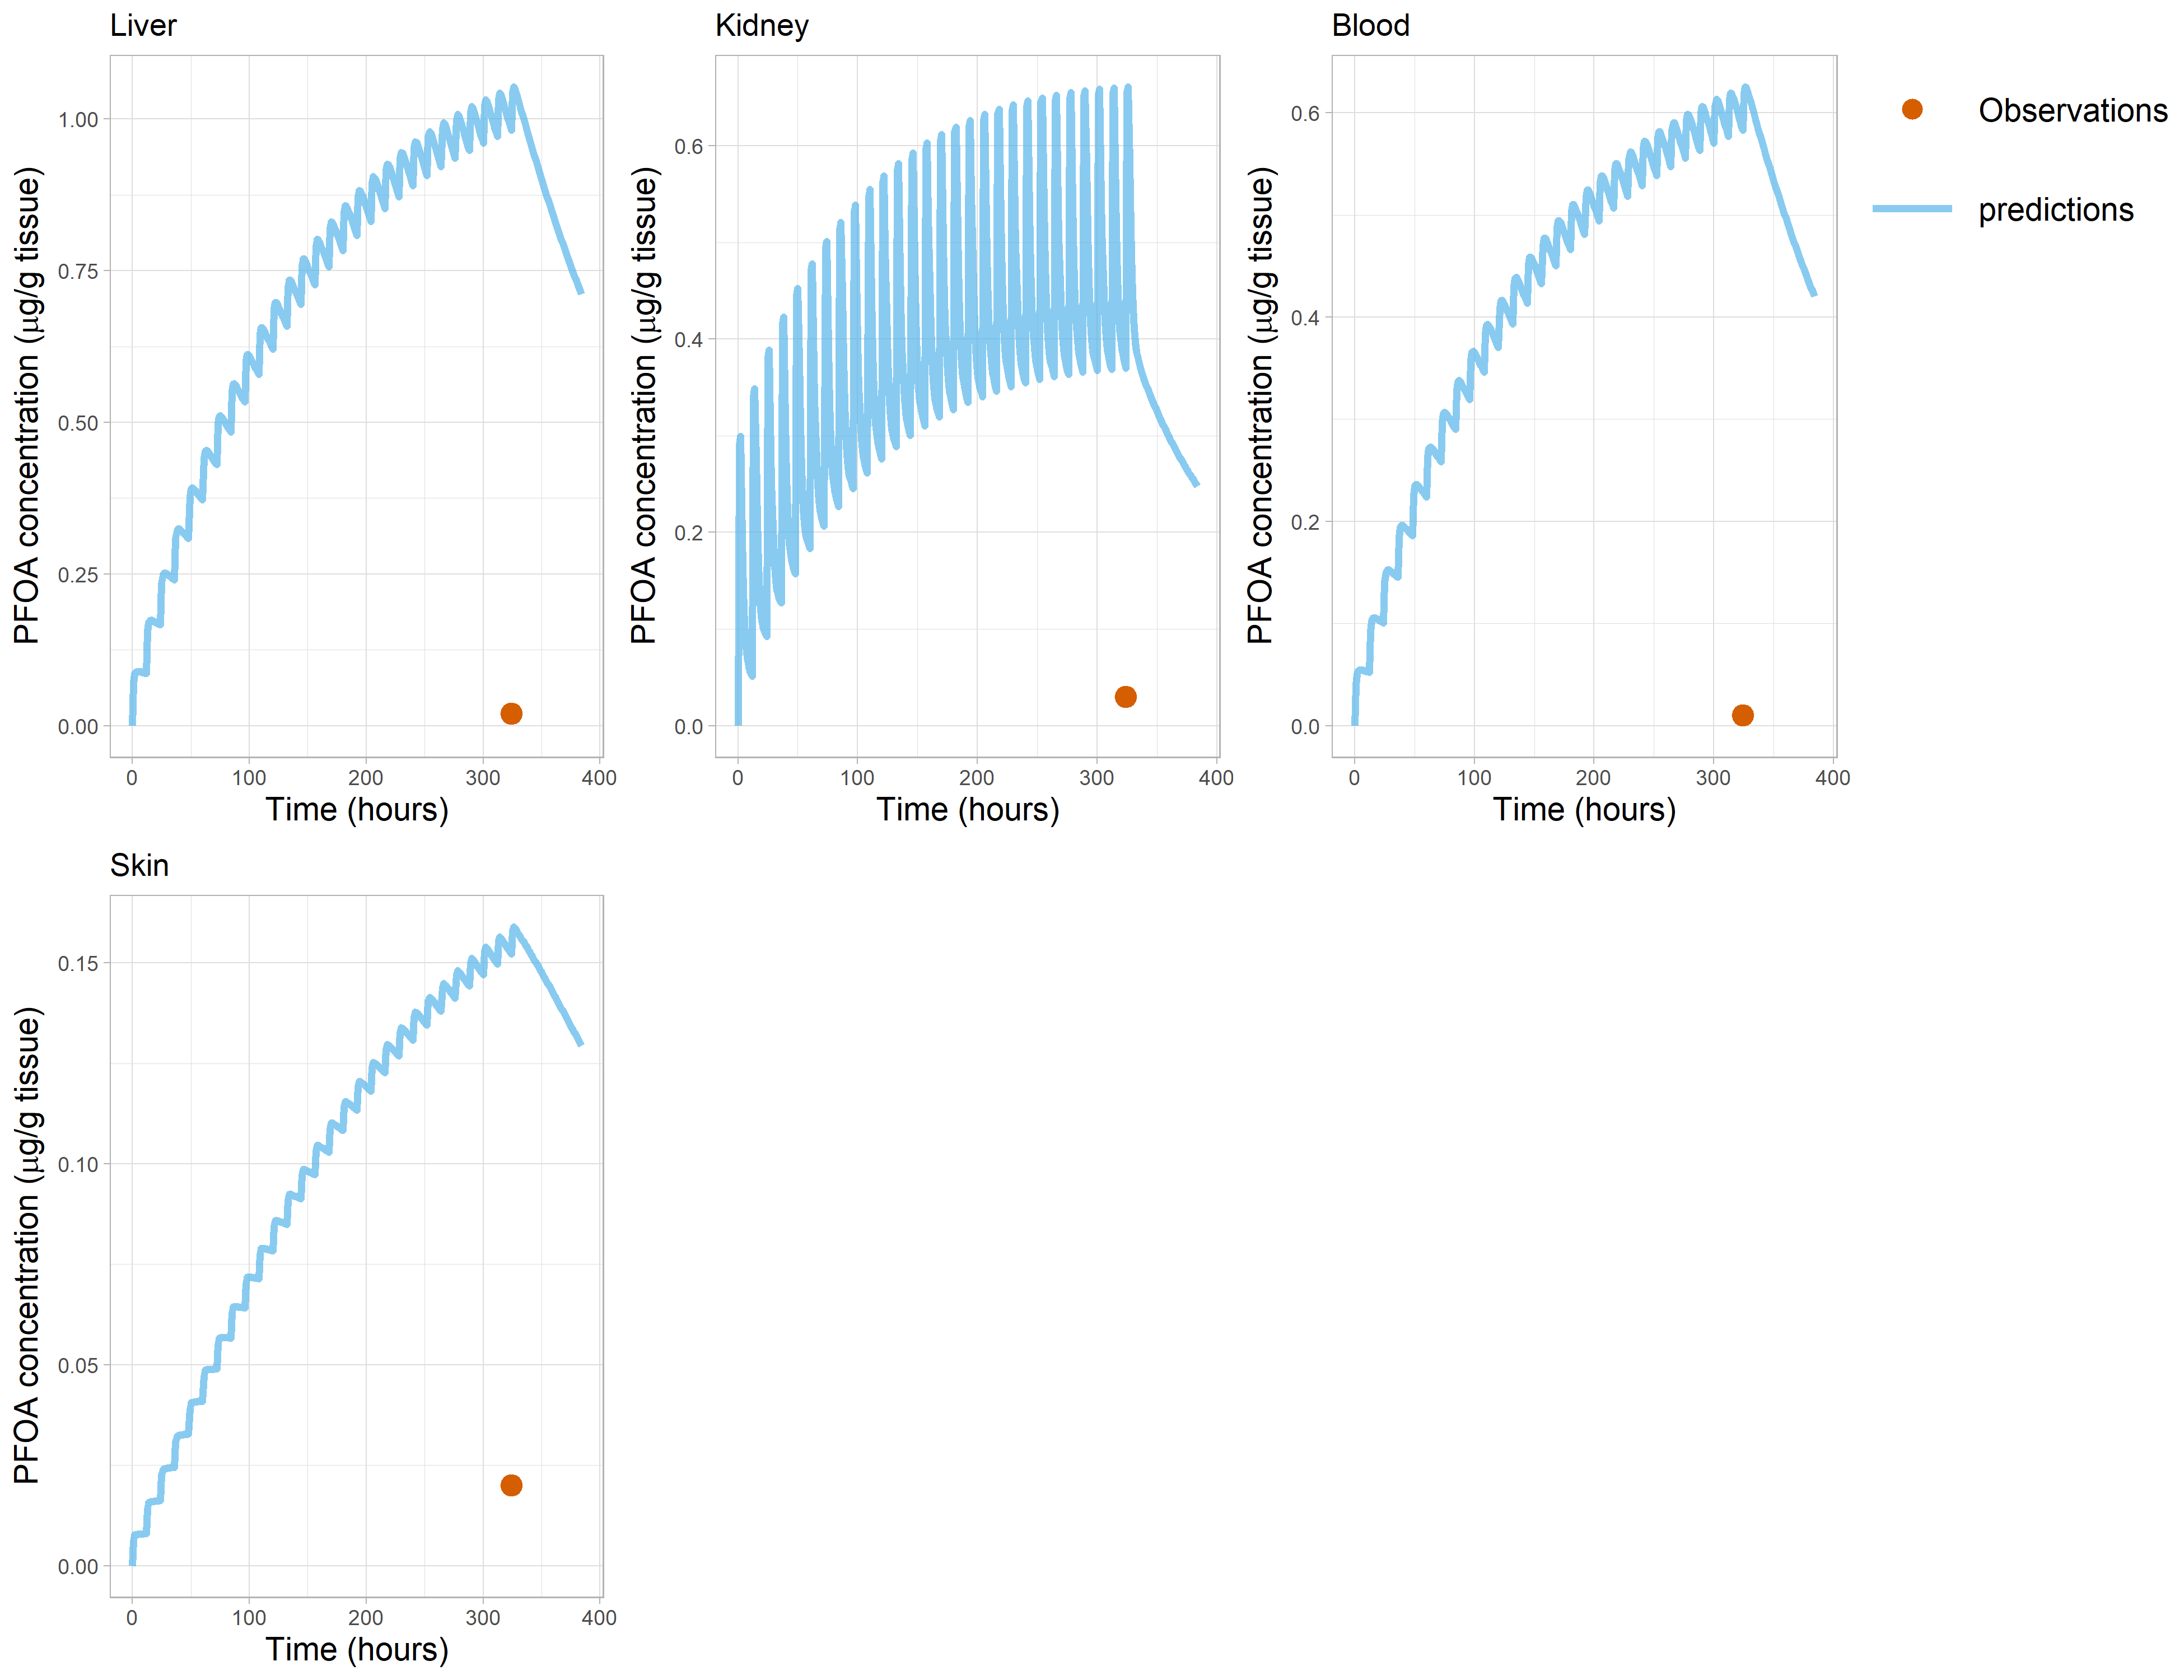 Liver
PFOA concentration (μg/g tissue)
1.00
0.75
0.50
0.25
0.00
0 100 200 300 400
Time (hours)
Kidney
PFOA concentration (μg/g tissue)
0.6
0.4
0.2
0.0
0 100 200 300 400
Time (hours)
Blood
PFOA concentration (μg/g tissue)
0.6
0.4
0.2
0.0
0 100 200 300 400
Time (hours)
Observations
predictions
Skin
PFOA concentration (μg/g tissue)
0.15
0.10
0.05
0.00
0 100 200 300 400
Time (hours)